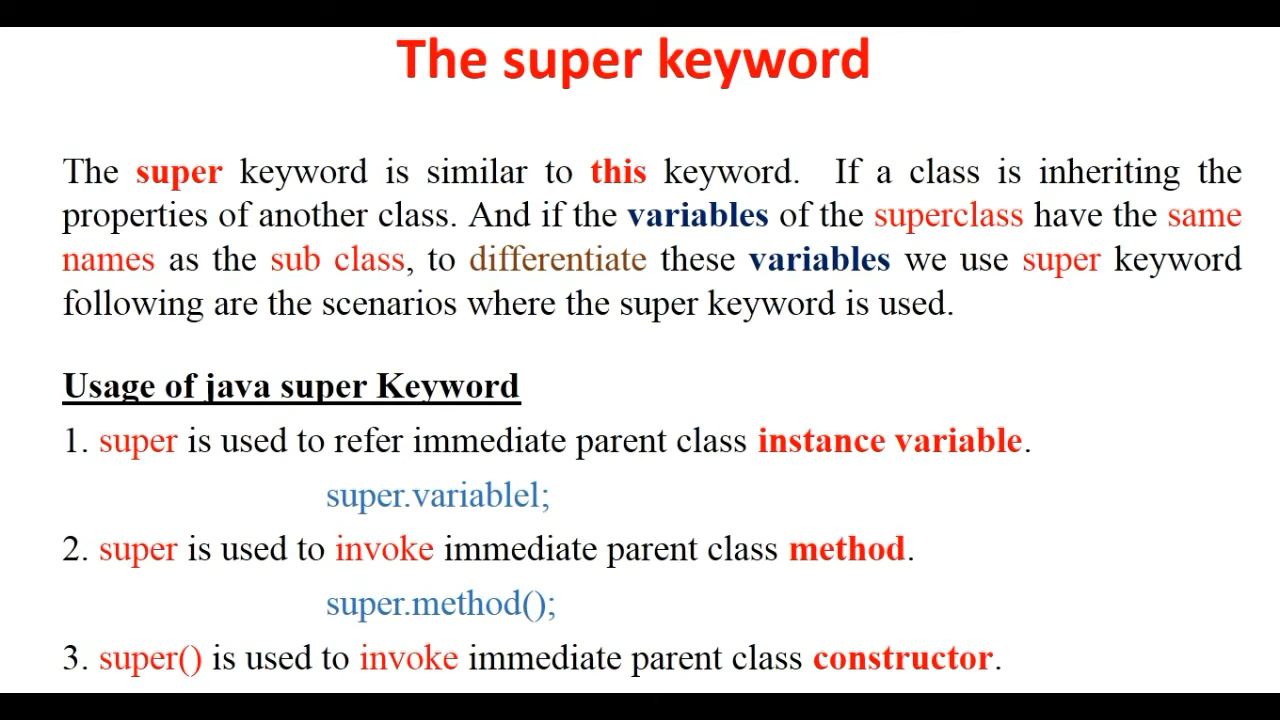 The super keyword
The super keyword is similar to this keyword. If a class is inheriting the
properties of another class. And if the variables of the superclass have the same
names as the sub class, to differentiate these variables we use super keyword
following are the scenarios where the super keyword is used.
Usage of java super Keyword
1. super is used to refer immediate parent class instance variable.
super.variablel;
2. super is used to invoke immediate parent class method.
super.method();
3. super() is used to invoke immediate parent class constructor.